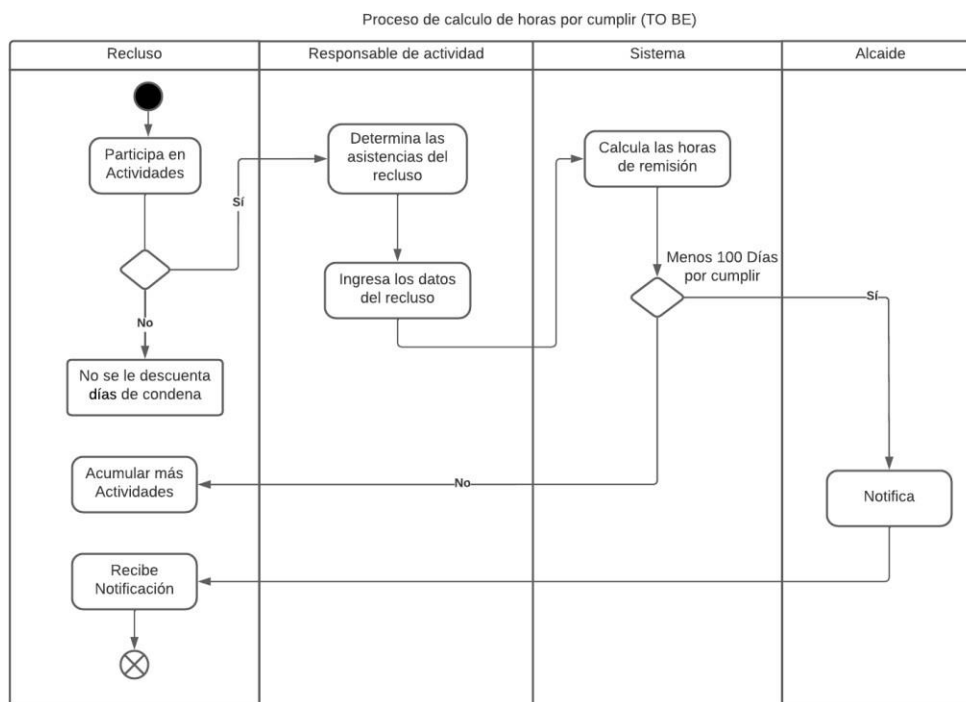 Proceso de calculo de horas por cumplir (TO BE)
Recluso
Responsable de actividad
Sistema
Alcaide
Participa en
Actividades
Sí
No
No se le descuenta
días de condena
Determina las
asistencias del
recluso
Ingresa los datos
del recluso
Calcula las horas
de remisión
Menos 100 Días
por cumplir
Sí
No
Acumular más
Actividades
Notifica
Recibe
Notificación